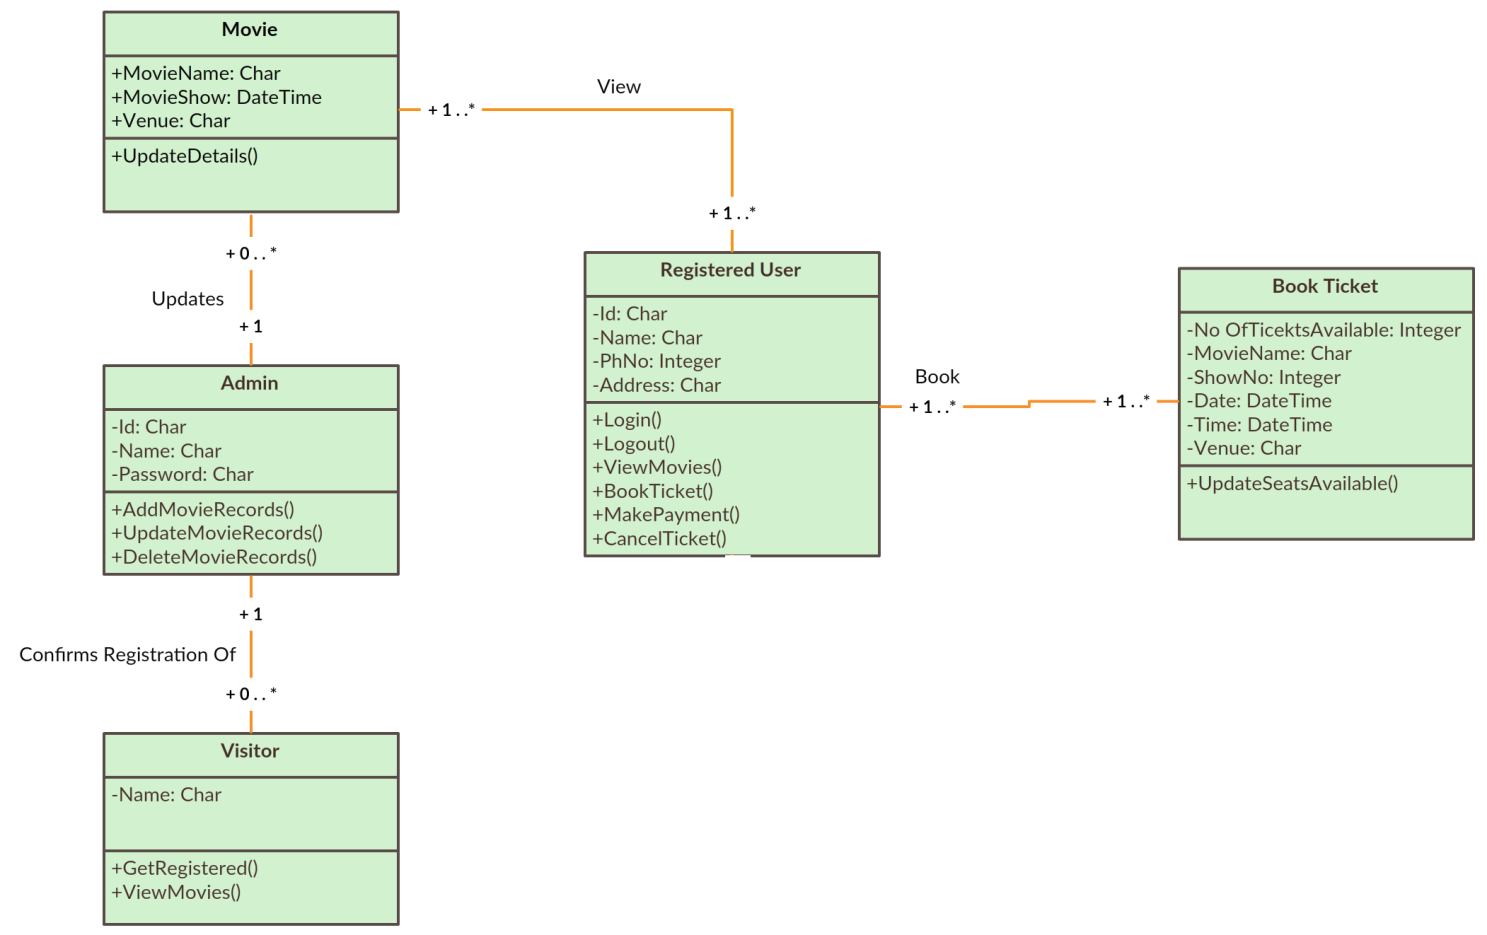 Movie
+MovieName: Char
+MovieShow: DateTime
+Venue: Char
+UpdateDetails()
+ 1 . . *
View
+ 1 . . *
+ 0 . . *
Updates
+ 1
Admin
-Id: Char
-Name: Char
-Password: Char
+AddMovieRecords()
+UpdateMovieRecords()
+DeleteMovieRecords()
+ 1
Confirms Registration Of
+ 0 . . *
Visitor
-Name: Char
+GetRegistered()
+ViewMovies()
Registered User
-Id: Char
-Name: Char
-PhNo: Integer
-Address: Char
+Login()
+Logout()
+ViewMovies()
+BookTicket()
+MakePayment()
+CancelTicket()
Book
+ 1 . . *
+ 1 . . *
Book Ticket
-No OfTicektsAvailable: Integer
-MovieName: Char
-ShowNo: Integer
-Date: DateTime
-Time: DateTime
-Venue: Char
+UpdateSeatsAvailable()